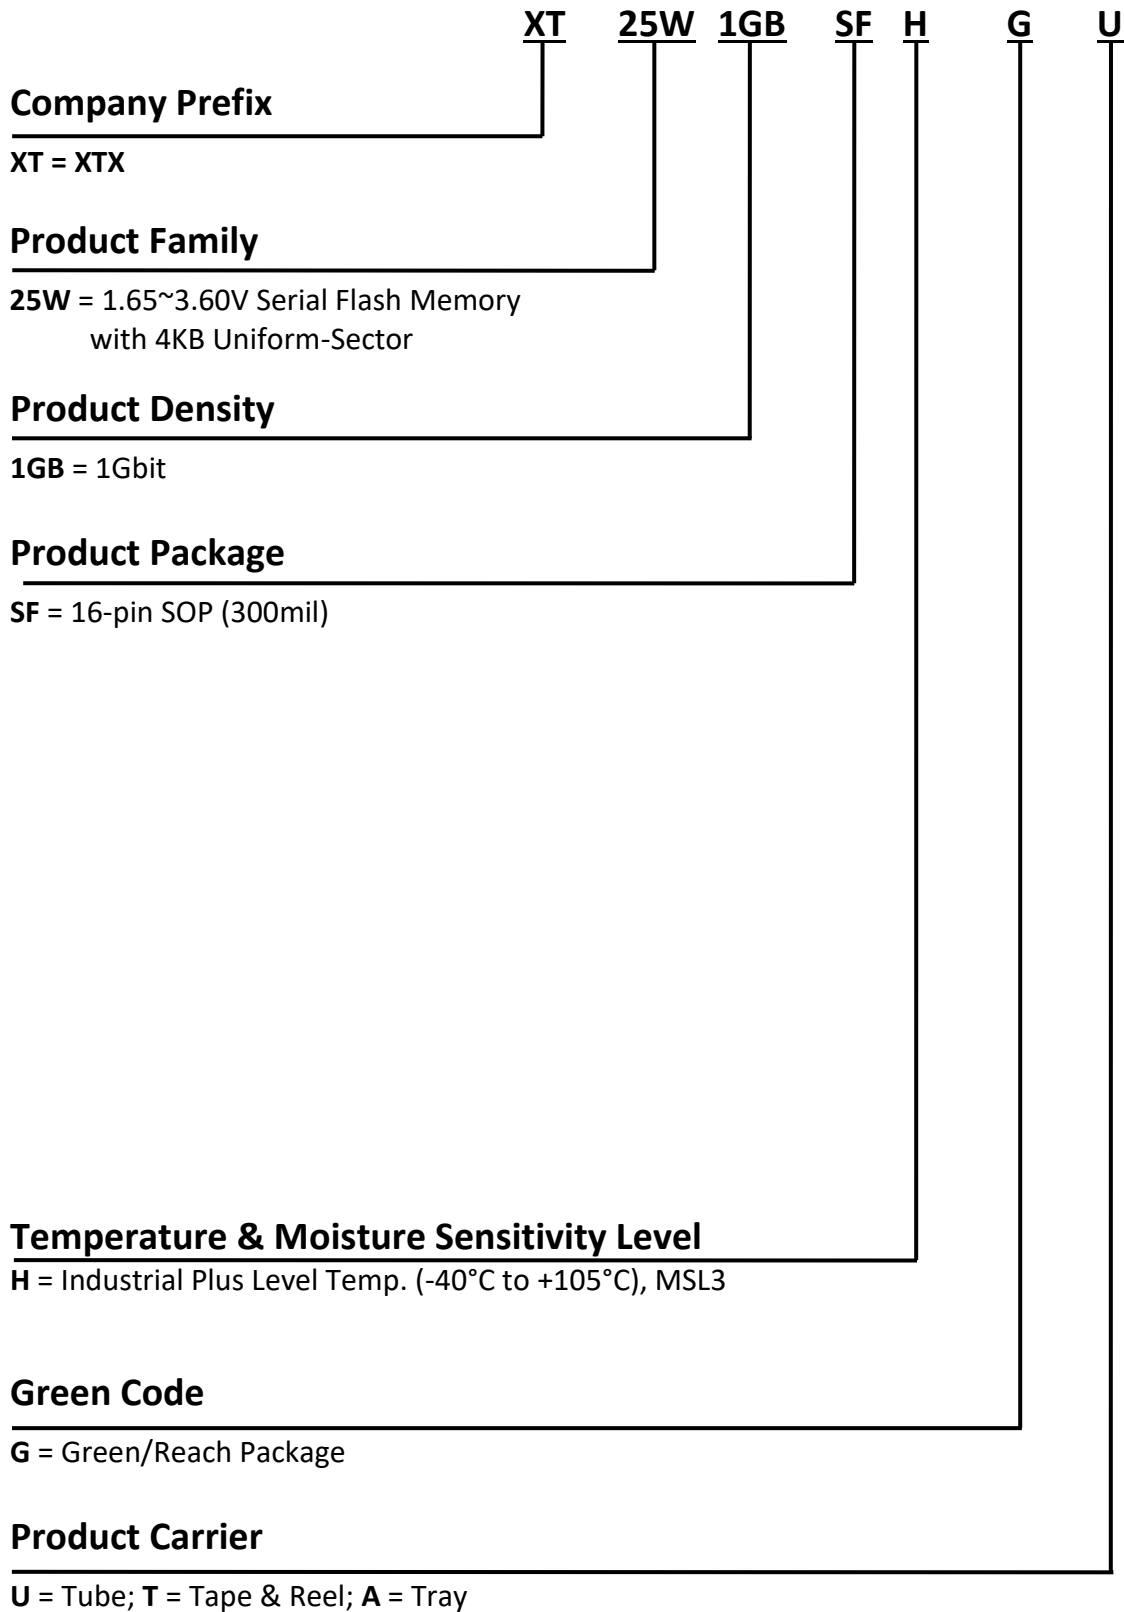 XT 25W 1GB SF H G U
Company Prefix
XT = XTX
Product Family
25W = 1.65~3.60V Serial Flash Memory
with 4KB Uniform-Sector
Product Density
1GB = 1Gbit
Product Package
SF = 16-pin SOP (300mil)
Temperature & Moisture Sensitivity Level
H = Industrial Plus Level Temp. (-40°C to +105°C), MSL3
Green Code
G = Green/Reach Package
Product Carrier
U = Tube; T = Tape & Reel; A = Tray